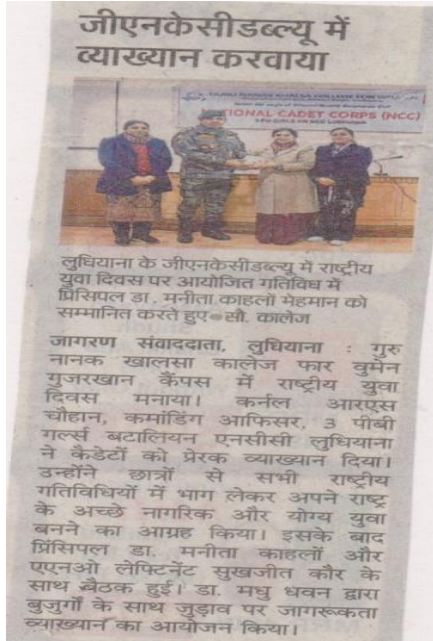 जीएनकेसीडब्ल्यू में
व्याख्यान करवाया
TIONAL CADET CORPS (NCC)
लुधियाना के जीएनकेसीडब्ल्यू में राष्ट्रीय
युवा दिवस पर आयोजित गतिविध में
प्रिंसिपल डा. मनीता काहलों मेहमान को
सम्मानित करते हुए●सौ. कालेज
जागरण संवाददाता, लुधियाना : गुरु
नानक खालसा कालेज फार वुमेन
गुजरखान कैंपस में राष्ट्रीय युवा
दिवस मनाया। कर्नल आरएस
चौहान, कमांडिंग आफिसर, 3 पीबी
गर्ल्स बटालियन एनसीसी लुधियाना
ने कैडेटों को प्रेरक व्याख्यान दिया।
उन्होंने छात्रों से सभी राष्ट्रीय
गतिविधियों में भाग लेकर अपने राष्ट्र
के अच्छे नागरिक और योग्य युवा
बनने का आग्रह किया। इसके बाद
प्रिंसिपल डा. मनीता काहलों और
एएनओ लेफ्टिनेंट सुखजीत कौर के
साथ बैठक हुई। डा. मधु धवन द्वारा
बुजुर्गों के साथ जुड़ाव पर जागरूकता
व्याख्यान का आयोजन किया।